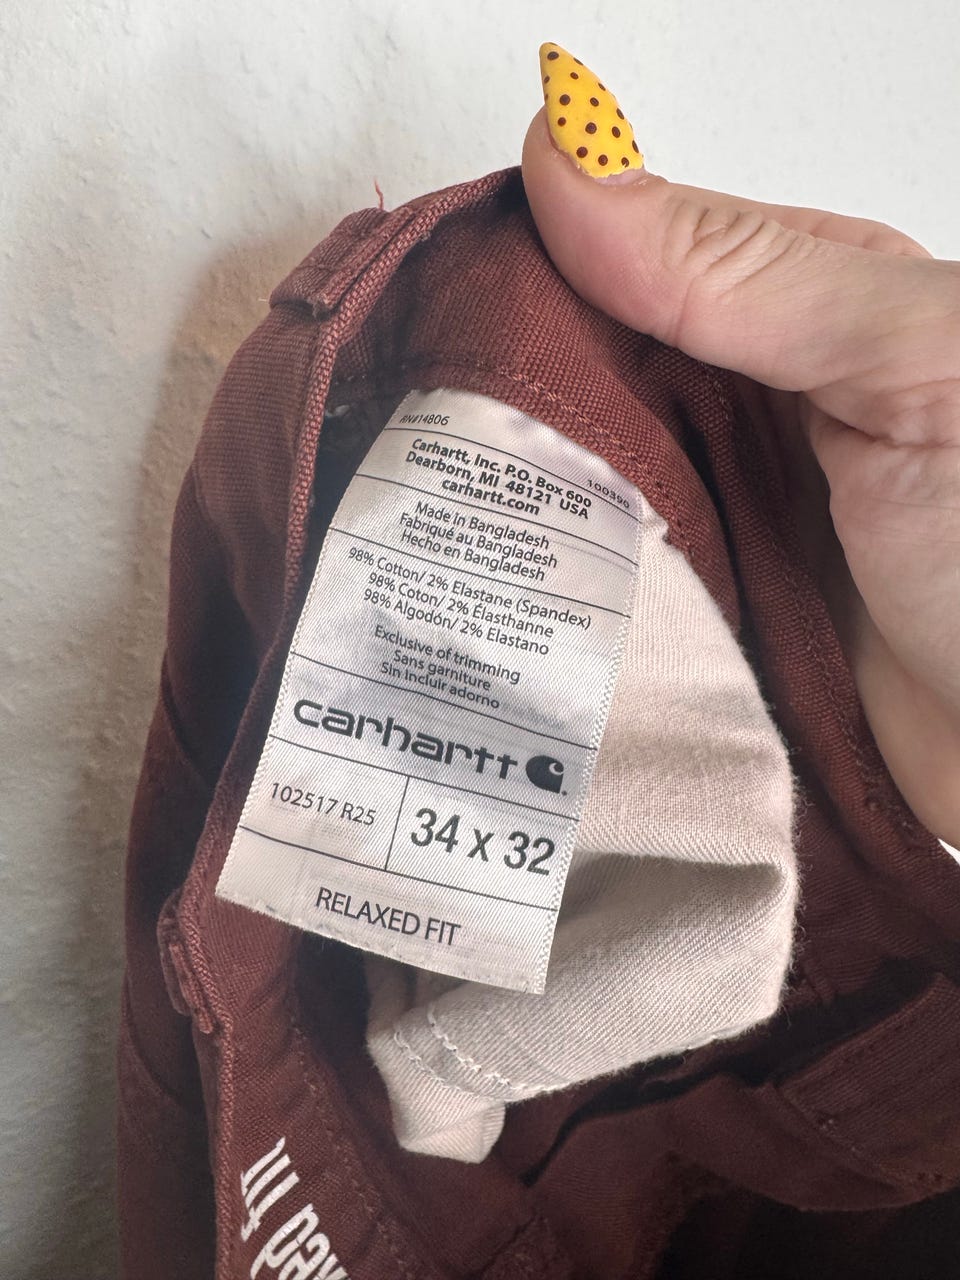 RN#14806
Carhartt, Inc. P.O. Box 600
Dearborn, MI 48121 USA
carhartt.com
100390
Made in Bangladesh
Fabriqué au Bangladesh
Hecho en Bangladesh
98% Cotton/ 2% Elastane (Spandex)
98% Coton/ 2% Élasthanne
98% Algodón/ 2% Elastano
Exclusive of trimming
Sans garniture
Sin incluir adorno
carhartt
102517 R25
34 x 32
RELAXED FIT